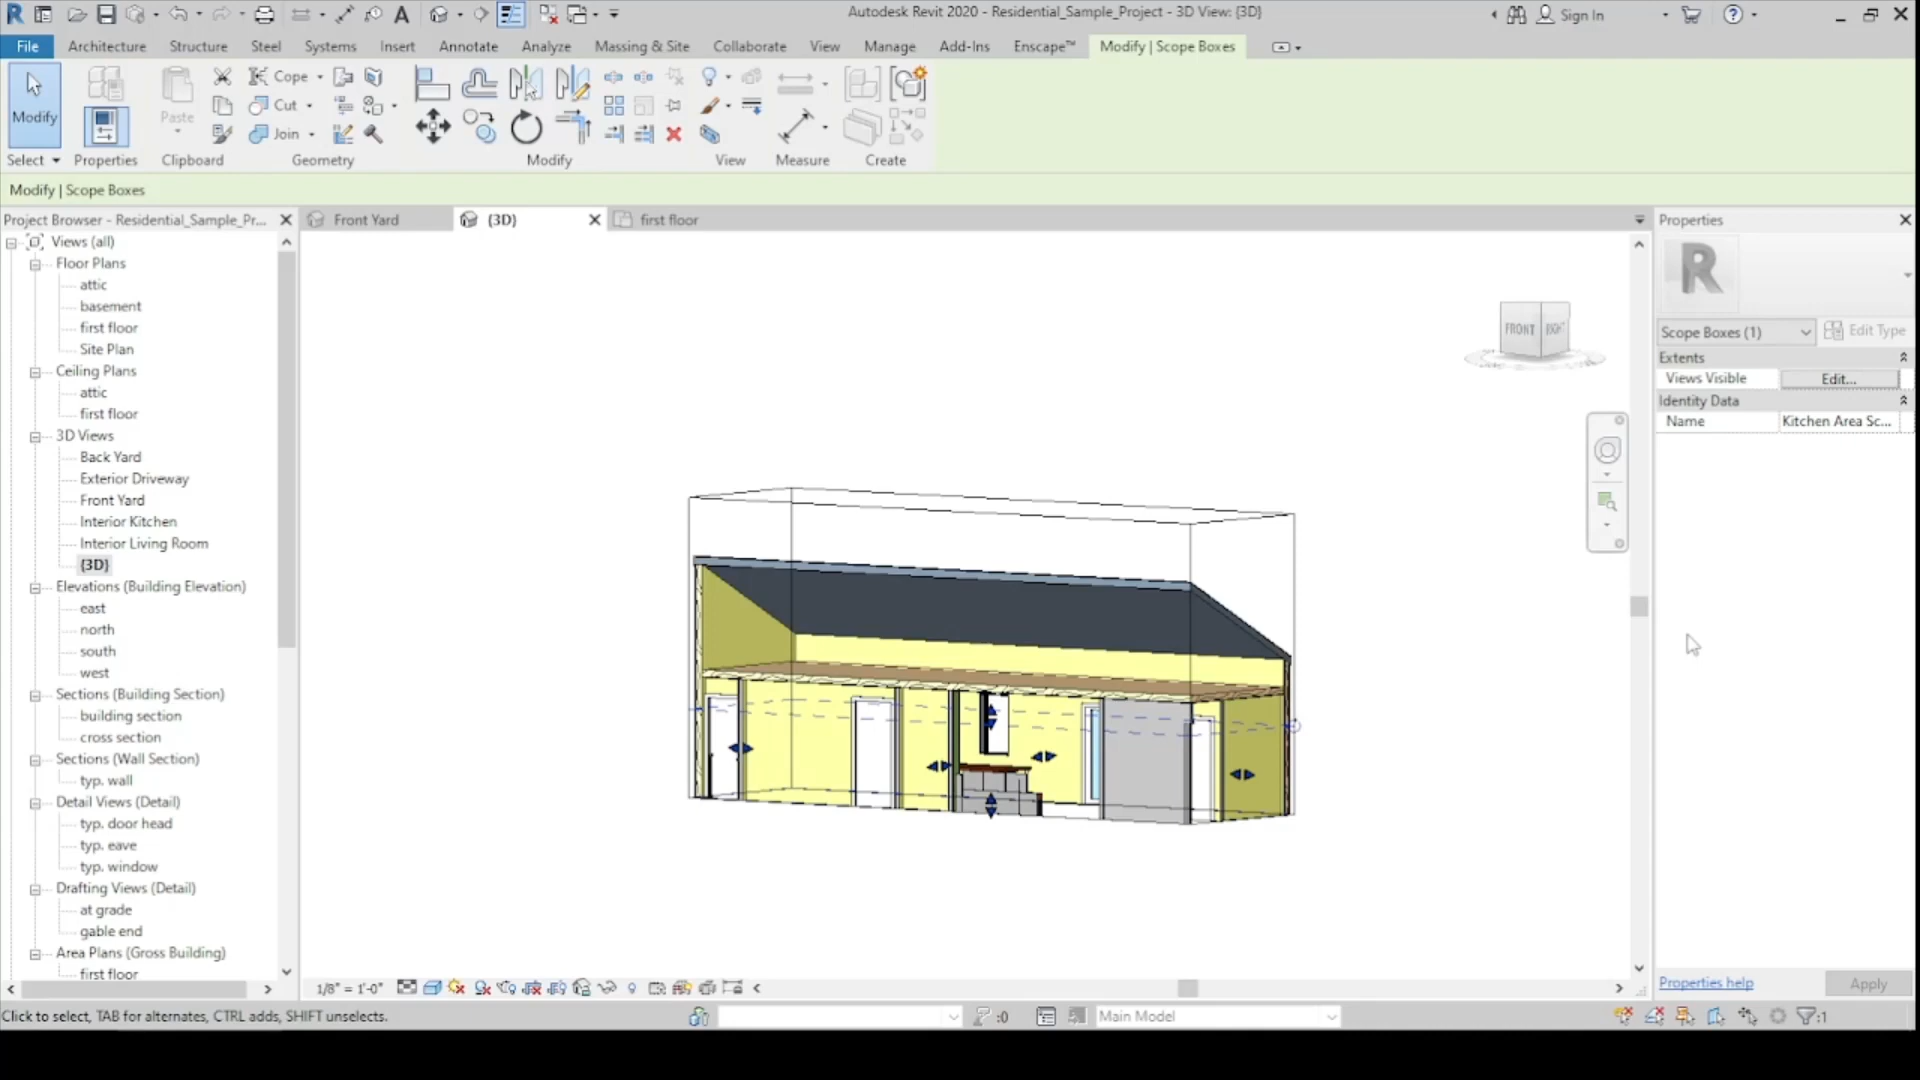 Autodesk Revit 2020 - Residential_Sample_Project - 3D View: {3D}
Sign In
File Architecture Structure Steel Systems Insert Annotate Analyze Massing & Site Collaborate View Manage Add-Ins Enscape™ Modify | Scope Boxes
Modify
Paste
Cope
Cut
Join
Select Properties Clipboard Geometry Modify View Measure Create
Modify | Scope Boxes
Project Browser - Residential_Sample_Pr...
Front Yard
{3D}
first floor
Views (all)
Floor Plans
attic
basement
first floor
Site Plan
Ceiling Plans
attic
first floor
3D Views
Back Yard
Exterior Driveway
Front Yard
Interior Kitchen
Interior Living Room
{3D}
Elevations (Building Elevation)
east
north
south
west
Sections (Building Section)
building section
cross section
Sections (Wall Section)
typ. wall
Detail Views (Detail)
typ. door head
typ. eave
typ. window
Drafting Views (Detail)
at grade
gable end
Area Plans (Gross Building)
first floor
FRONT
RIGHT
Properties
R
Scope Boxes (1)
Edit Type
Extents
Views Visible Edit...
Identity Data
Name Kitchen Area Sc...
Properties help
Apply
1/8" = 1'-0"
Click to select, TAB for alternates, CTRL adds, SHIFT unselects.
:0
Main Model
:1